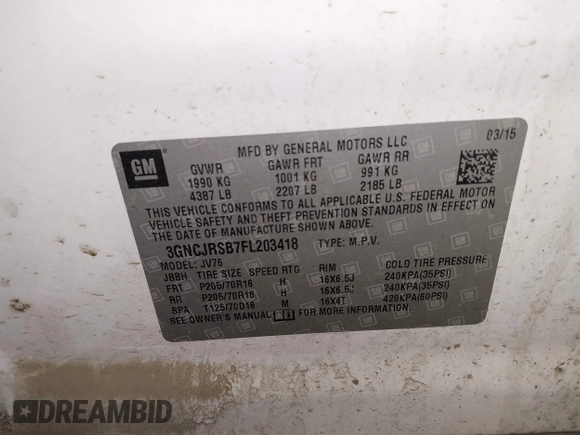 GM
MFD BY GENERAL MOTORS LLC
03/15
GVWR GAWR FRT GAWR RR
1990 KG 1001 KG 991 KG
4387 LB 2207 LB 2185 LB
THIS VEHICLE CONFORMS TO ALL APPLICABLE U.S. FEDERAL MOTOR
VEHICLE SAFETY, BUMPER, AND THEFT PREVENTION STANDARDS IN EFFECT ON
THE DATE OF MANUFACTURE SHOWN ABOVE.
3GNCJRSB7FL203418 TYPE: M.P.V.
MODEL: JV76
JBBH TIRE SIZE SPEED RTG RIM COLD TIRE PRESSURE
FRT P205/70R16 H 16X6.5J 240KPA(35PSI)
RR P205/70R16 H 16X6.5J 240KPA(35PSI)
SPA T125/70D16 M 16X4T 420KPA(60PSI)
SEE OWNER'S MANUAL FOR MORE INFORMATION.
DREAMBID